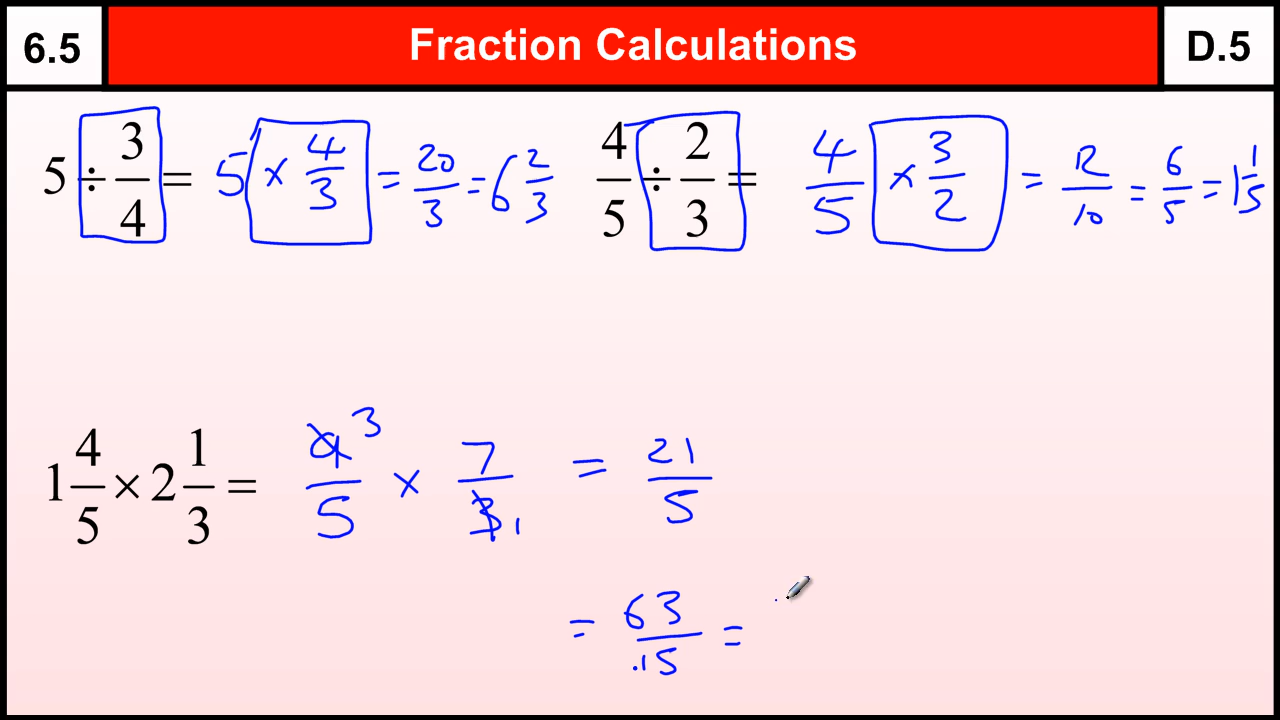 6.5 Fraction Calculations D.5
5 ÷ 3/4 = 5 × 4/3 = 20/3 = 6 2/3
4/5 ÷ 2/3 = 4/5 × 3/2 = 12/10 = 6/5 = 1 1/5
1 4/5 × 2 1/3 = 9/5 3 × 7/3 1 = 21/5
= 63/15 =